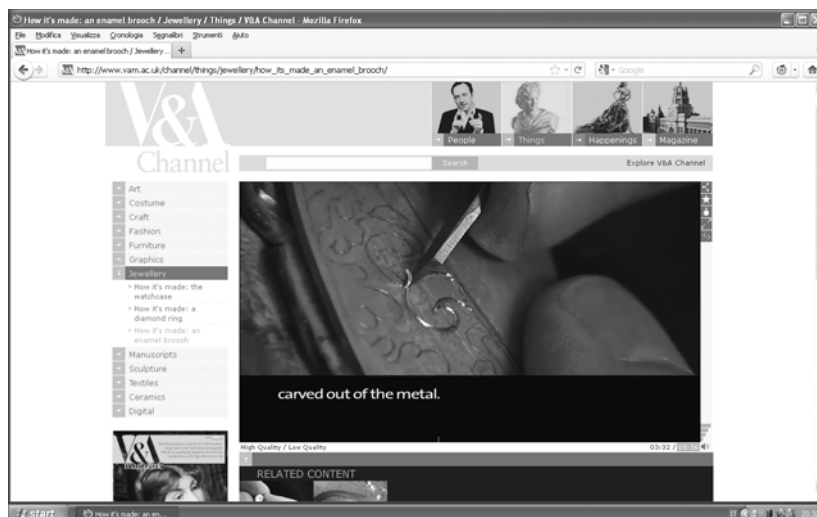 How it's made: an enamel brooch / Jewellery / Things / V&A Channel - Mozilla Firefox
File Modifica Visualizza Cronologia Segnalibri Strumenti Aiuto
How it's made: an enamel brooch / Jewellery... +
http://www.vam.ac.uk/channel/things/jewellery/how_its_made_an_enamel_brooch/
Google
V&A
Channel
People
Things
Happenings
Magazine
Search
Explore V&A Channel
Art
Costume
Craft
Fashion
Furniture
Graphics
Jewellery
How it's made: the
watchcase
How it's made: a
diamond ring
How it's made: an
enamel brooch
Manuscripts
Sculpture
Textiles
Ceramics
Digital
carved out of the metal.
High Quality / Low Quality
03:32 /
V&A
magazine
RELATED CONTENT
start
How it's made: an en...
IT